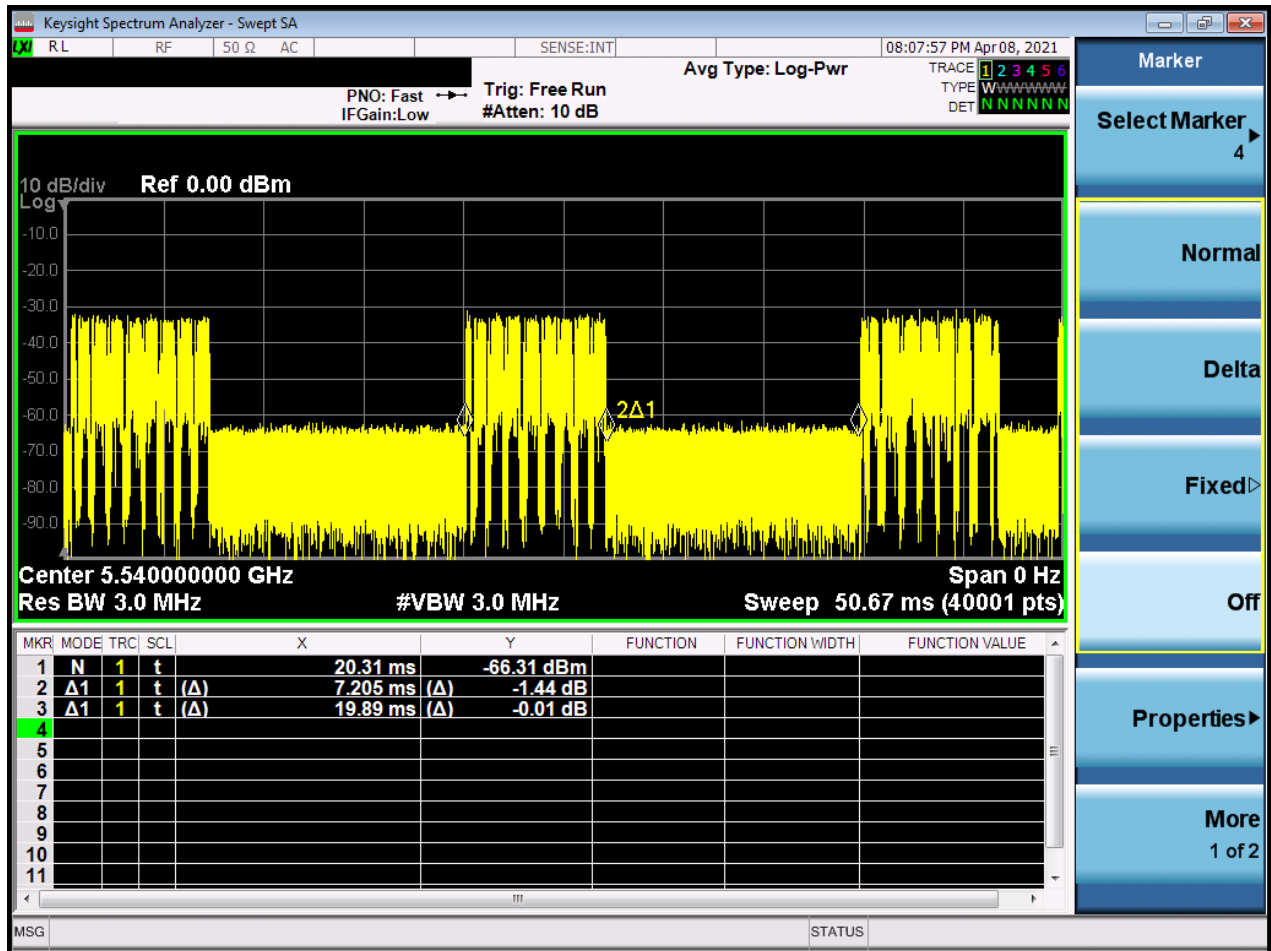 Keysight Spectrum Analyzer - Swept SA
LXI RL RF 50 Ω AC SENSE:INT 08:07:57 PM Apr 08, 2021
PNO: Fast
IFGain:Low
Trig: Free Run
#Atten: 10 dB
Avg Type: Log-Pwr
TRACE 1 2 3 4 5 6
TYPE WWWWWW
DET N N N N N N
10 dB/div Ref 0.00 dBm
Log
-10.0
-20.0
-30.0
-40.0
-50.0
-60.0
-70.0
-80.0
-90.0
2Δ1
Center 5.540000000 GHz Span 0 Hz
Res BW 3.0 MHz #VBW 3.0 MHz Sweep 50.67 ms (40001 pts)
MKR MODE TRC SCL X Y FUNCTION FUNCTION WIDTH FUNCTION VALUE
1 N 1 t 20.31 ms -66.31 dBm
2 Δ1 1 t (Δ) 7.205 ms (Δ) -1.44 dB
3 Δ1 1 t (Δ) 19.89 ms (Δ) -0.01 dB
4
5
6
7
8
9
10
11
MSG STATUS
Marker
Select Marker
4
Normal
Delta
Fixed
Off
Properties
More
1 of 2